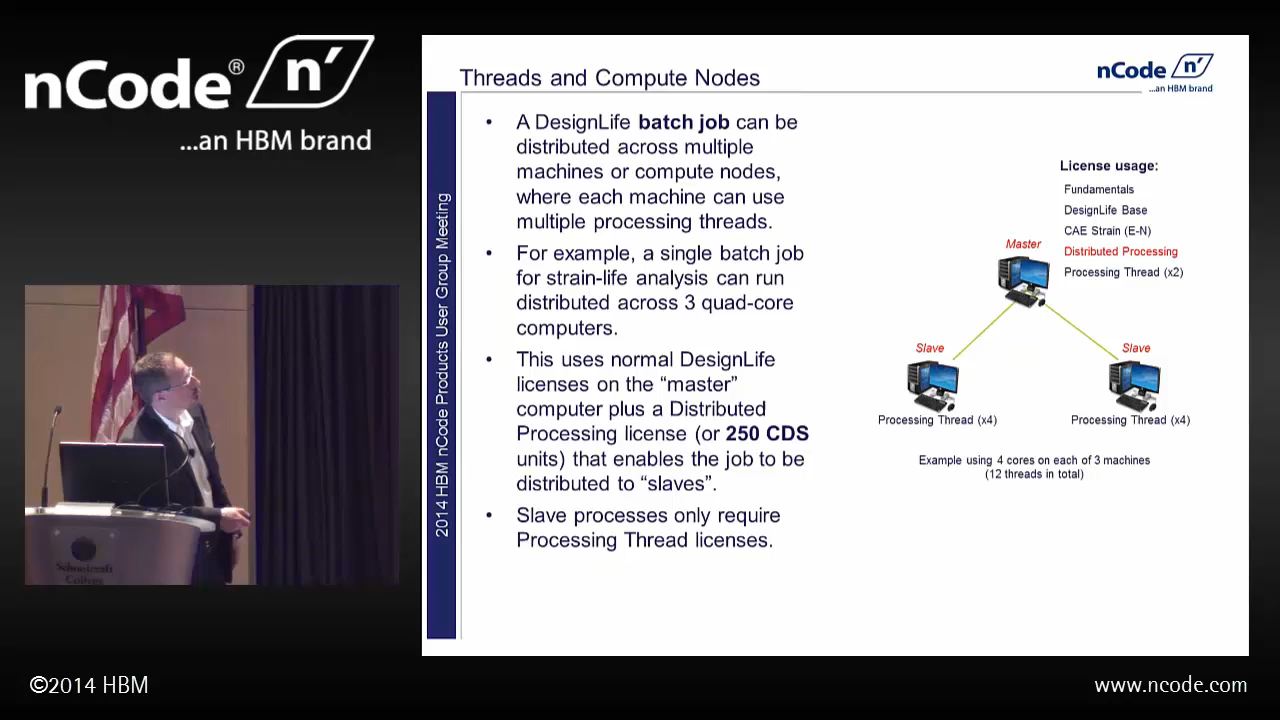 nCode® n'
...an HBM brand
Threads and Compute Nodes
nCode n'
...an HBM brand
2014 HBM nCode Products User Group Meeting
• A DesignLife batch job can be
distributed across multiple
machines or compute nodes,
where each machine can use
multiple processing threads.
• For example, a single batch job
for strain-life analysis can run
distributed across 3 quad-core
computers.
• This uses normal DesignLife
licenses on the “master”
computer plus a Distributed
Processing license (or 250 CDS
units) that enables the job to be
distributed to “slaves”.
• Slave processes only require
Processing Thread licenses.
License usage:
Fundamentals
DesignLife Base
CAE Strain (E-N)
Distributed Processing
Processing Thread (x2)
Master
Slave
Slave
Processing Thread (x4)
Processing Thread (x4)
Example using 4 cores on each of 3 machines
(12 threads in total)
Schoolcraft
College
©2014 HBM
www.ncode.com